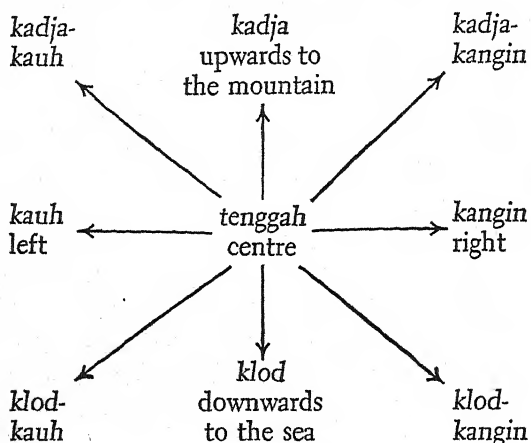 kadja-
kauh
kadja
upwards to
the mountain
kadja-
kangin
kauh
left
tenggah
centre
kangin
right
klod-
kauh
klod
downwards
to the sea
klod-
kangin